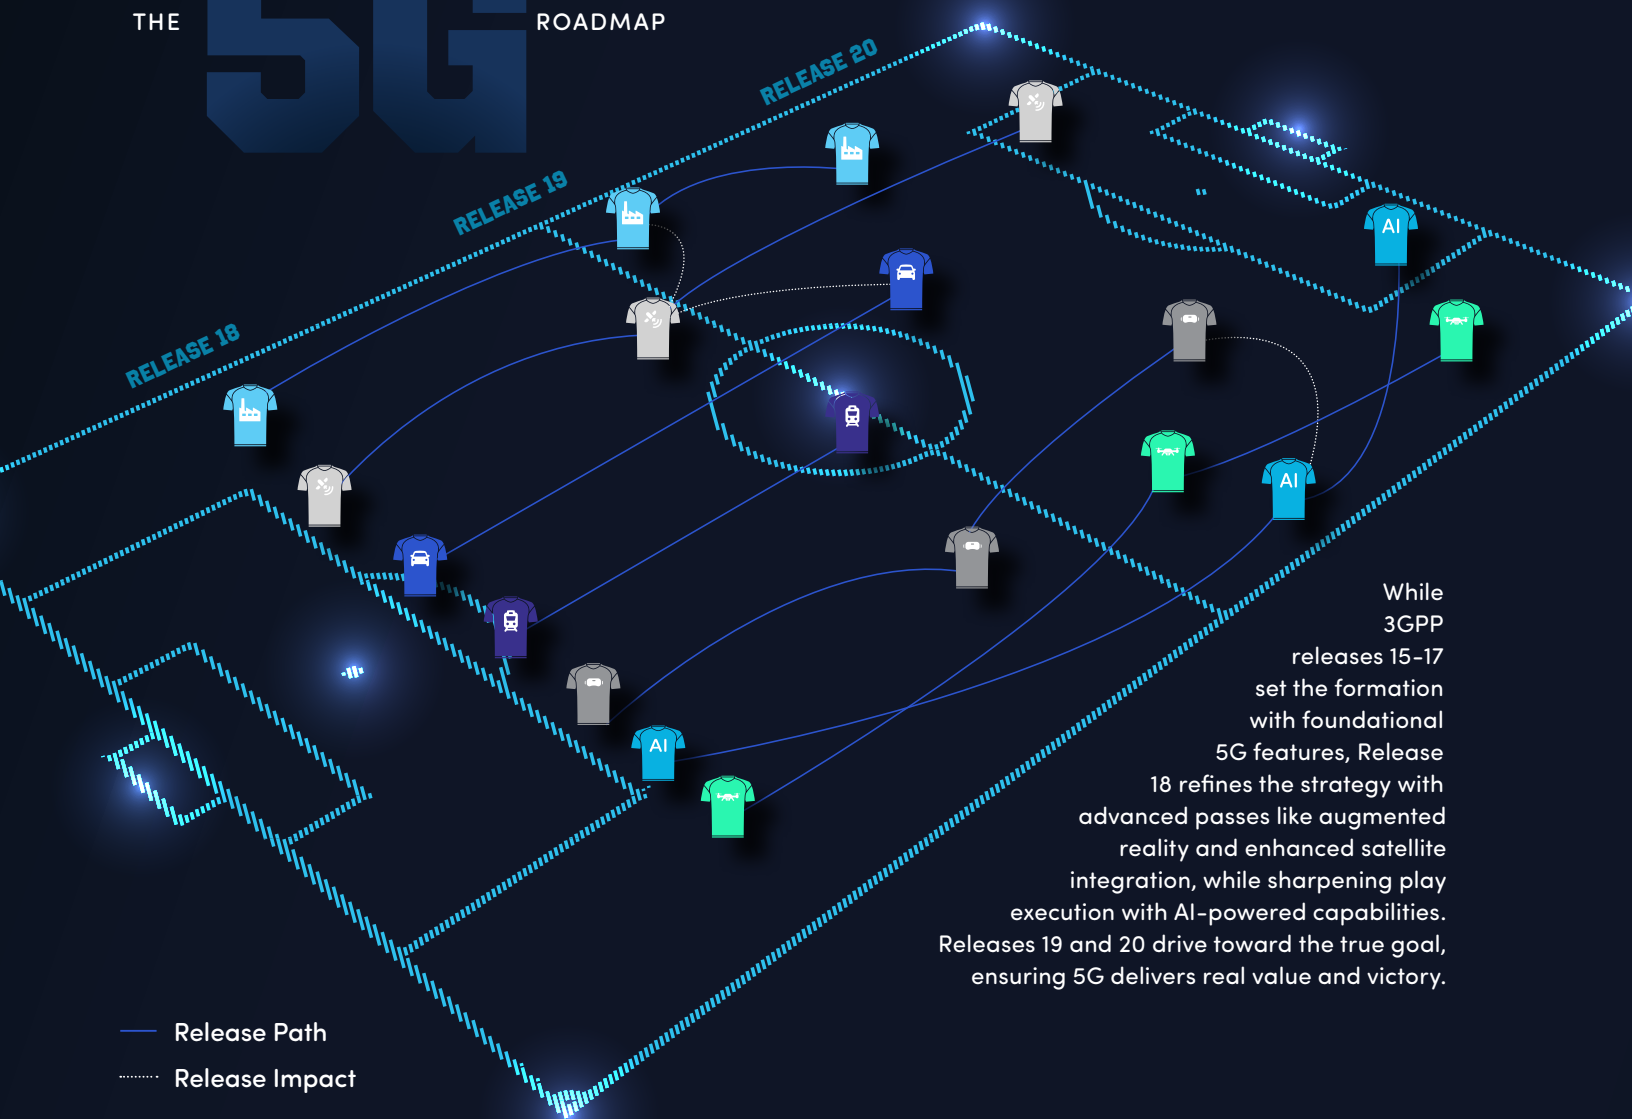 THE 5G ROADMAP
RELEASE 20
RELEASE 19
RELEASE 18
AI
AI
AI
While
3GPP
releases 15-17
set the formation
with foundational
5G features, Release
18 refines the strategy with
advanced passes like augmented
reality and enhanced satellite
integration, while sharpening play
execution with AI-powered capabilities.
Releases 19 and 20 drive toward the true goal,
ensuring 5G delivers real value and victory.
Release Path
Release Impact